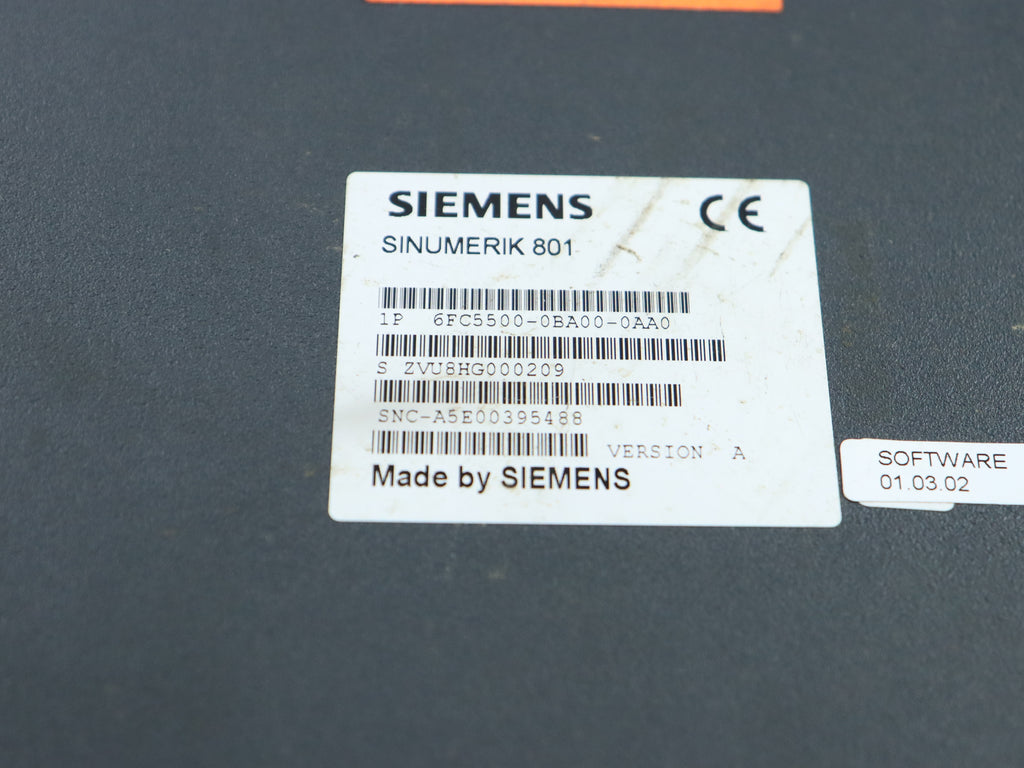 SIEMENS CE
SINUMERIK 801
1P 6FC5500-0BA00-0AA0
S ZVU8HG000209
SNC-A5E00395488
VERSION A
Made by SIEMENS
SOFTWARE
01.03.02